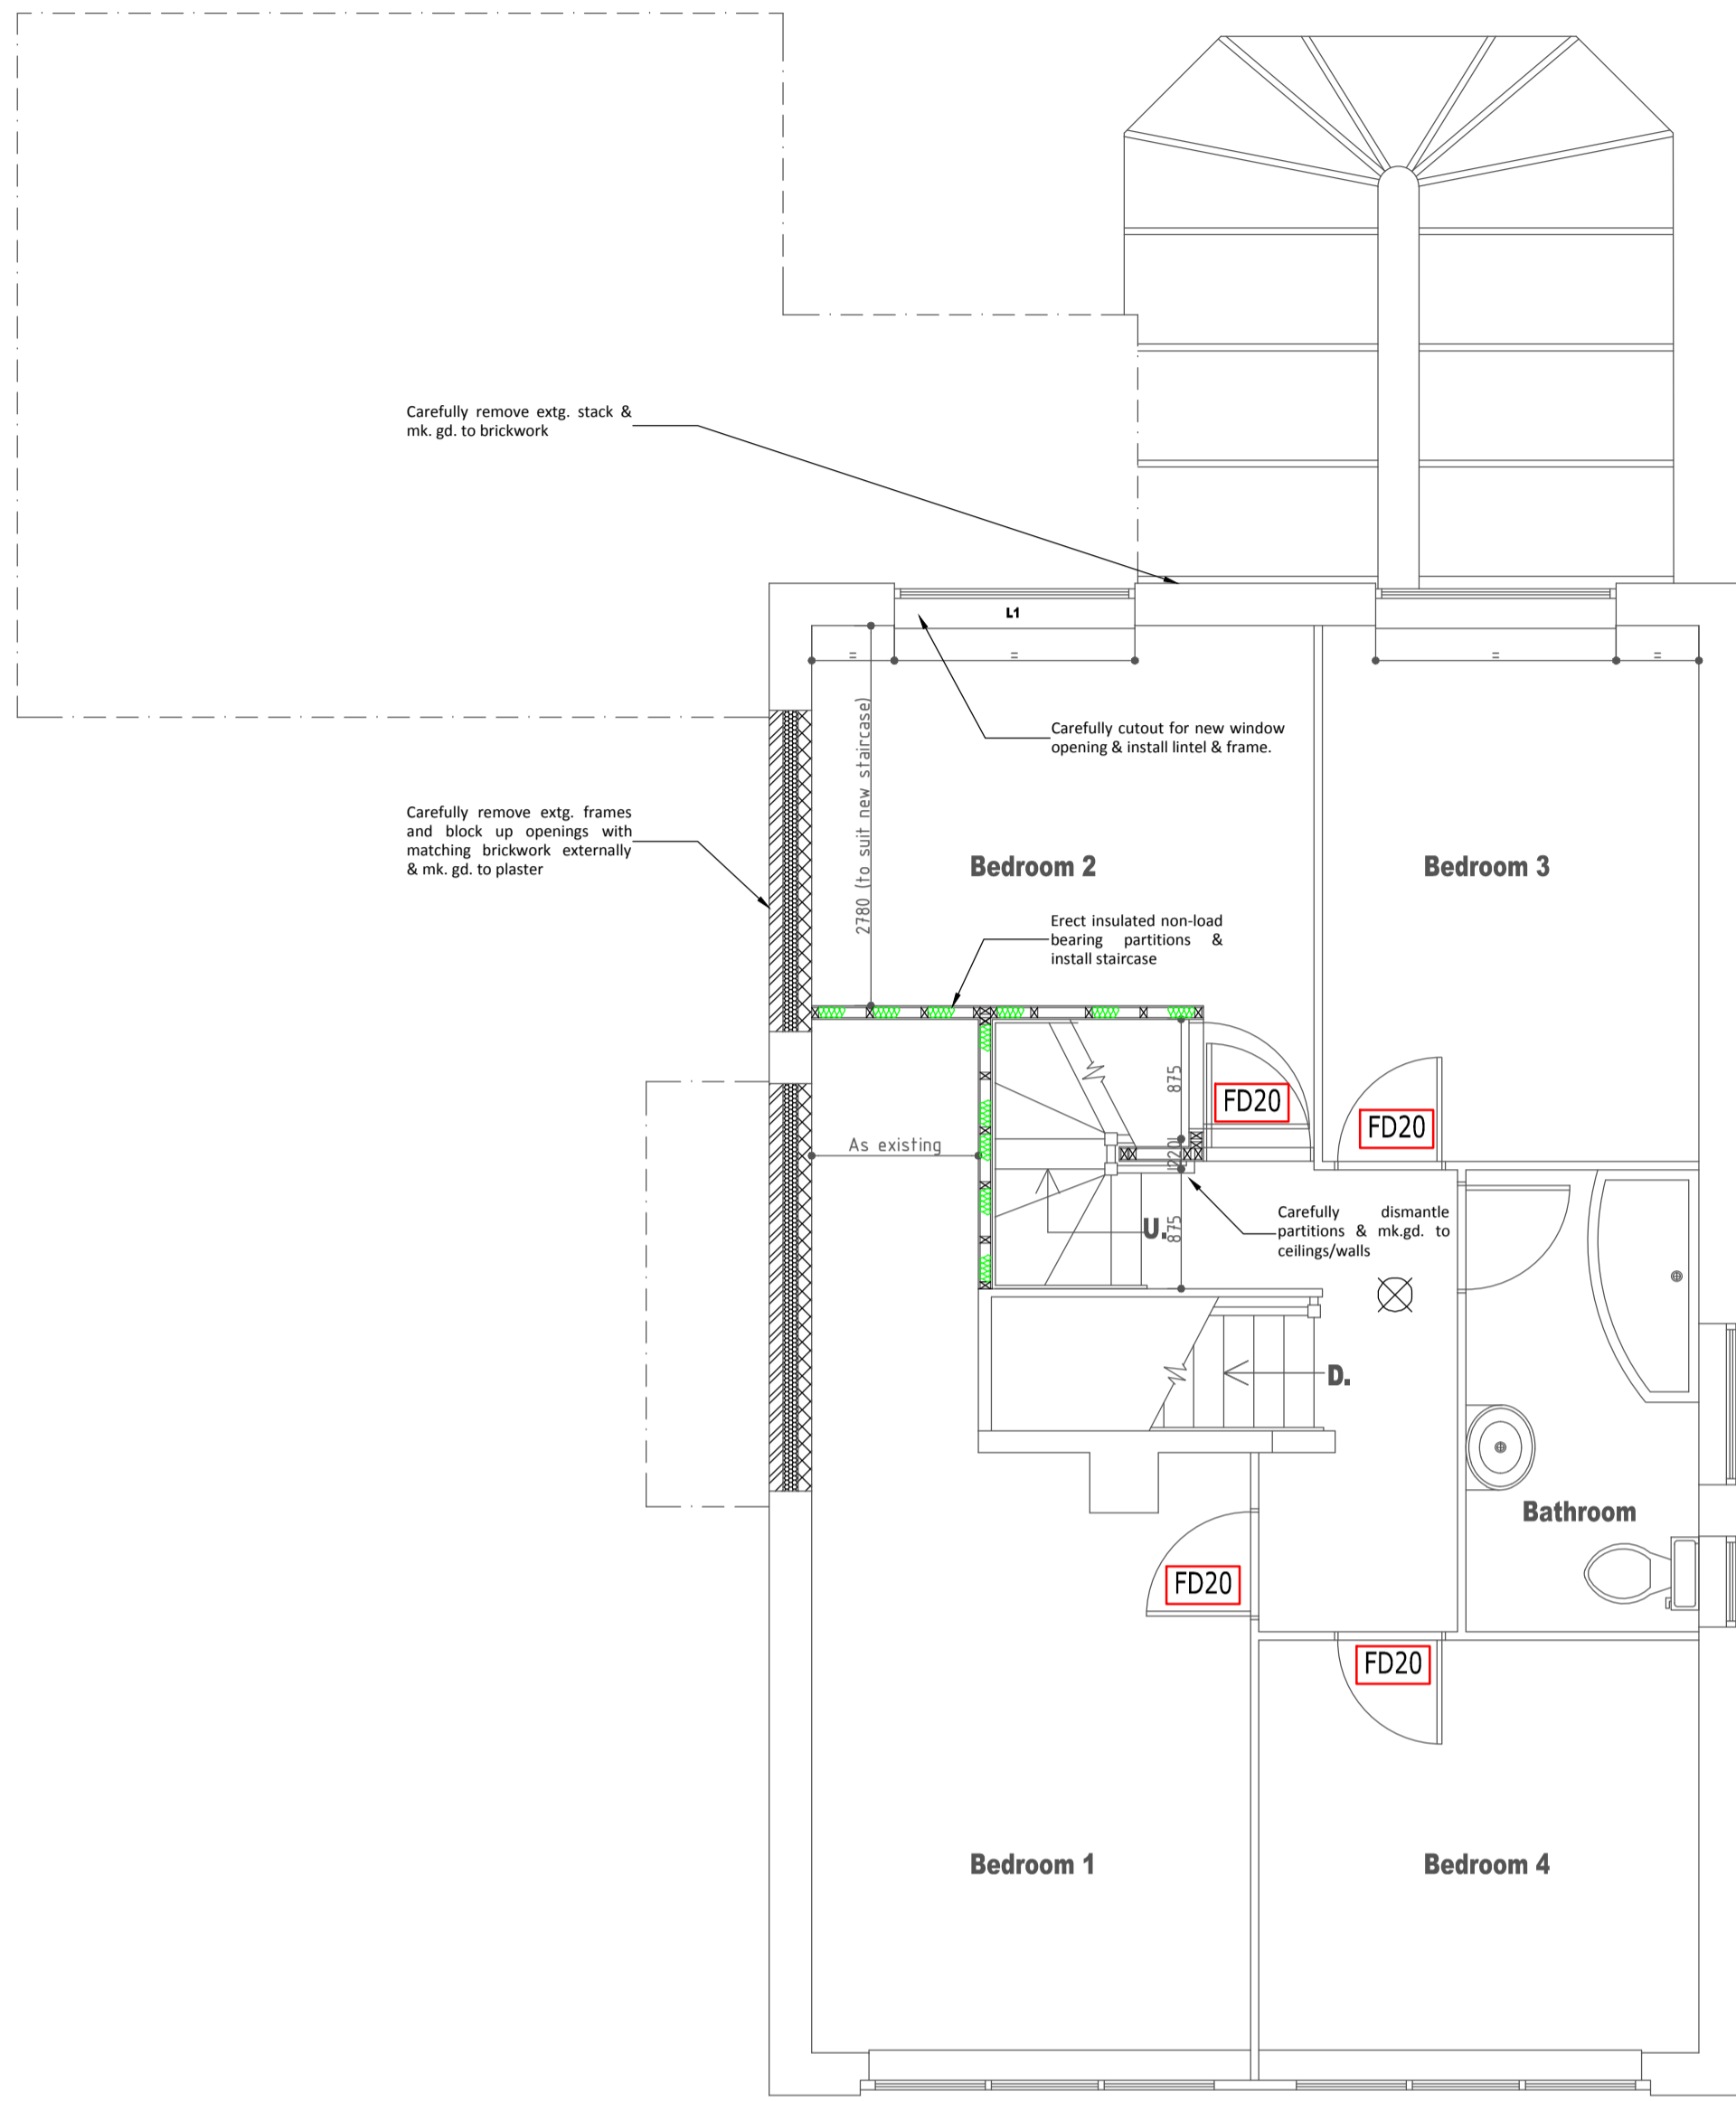 Carefully remove extg. stack &
mk. gd. to brickwork
L1
= = = =
2780 (to suit new staircase)
Carefully cutout for new window
opening & install lintel & frame.
Carefully remove extg. frames
and block up openings with
matching brickwork externally
& mk. gd. to plaster
Bedroom 2
Bedroom 3
Erect insulated non-load
bearing partitions &
install staircase
875
FD20
FD20
As existing
220
U.
875
Carefully dismantle
partitions & mk.gd. to
ceilings/walls
D.
Bathroom
FD20
FD20
Bedroom 1
Bedroom 4